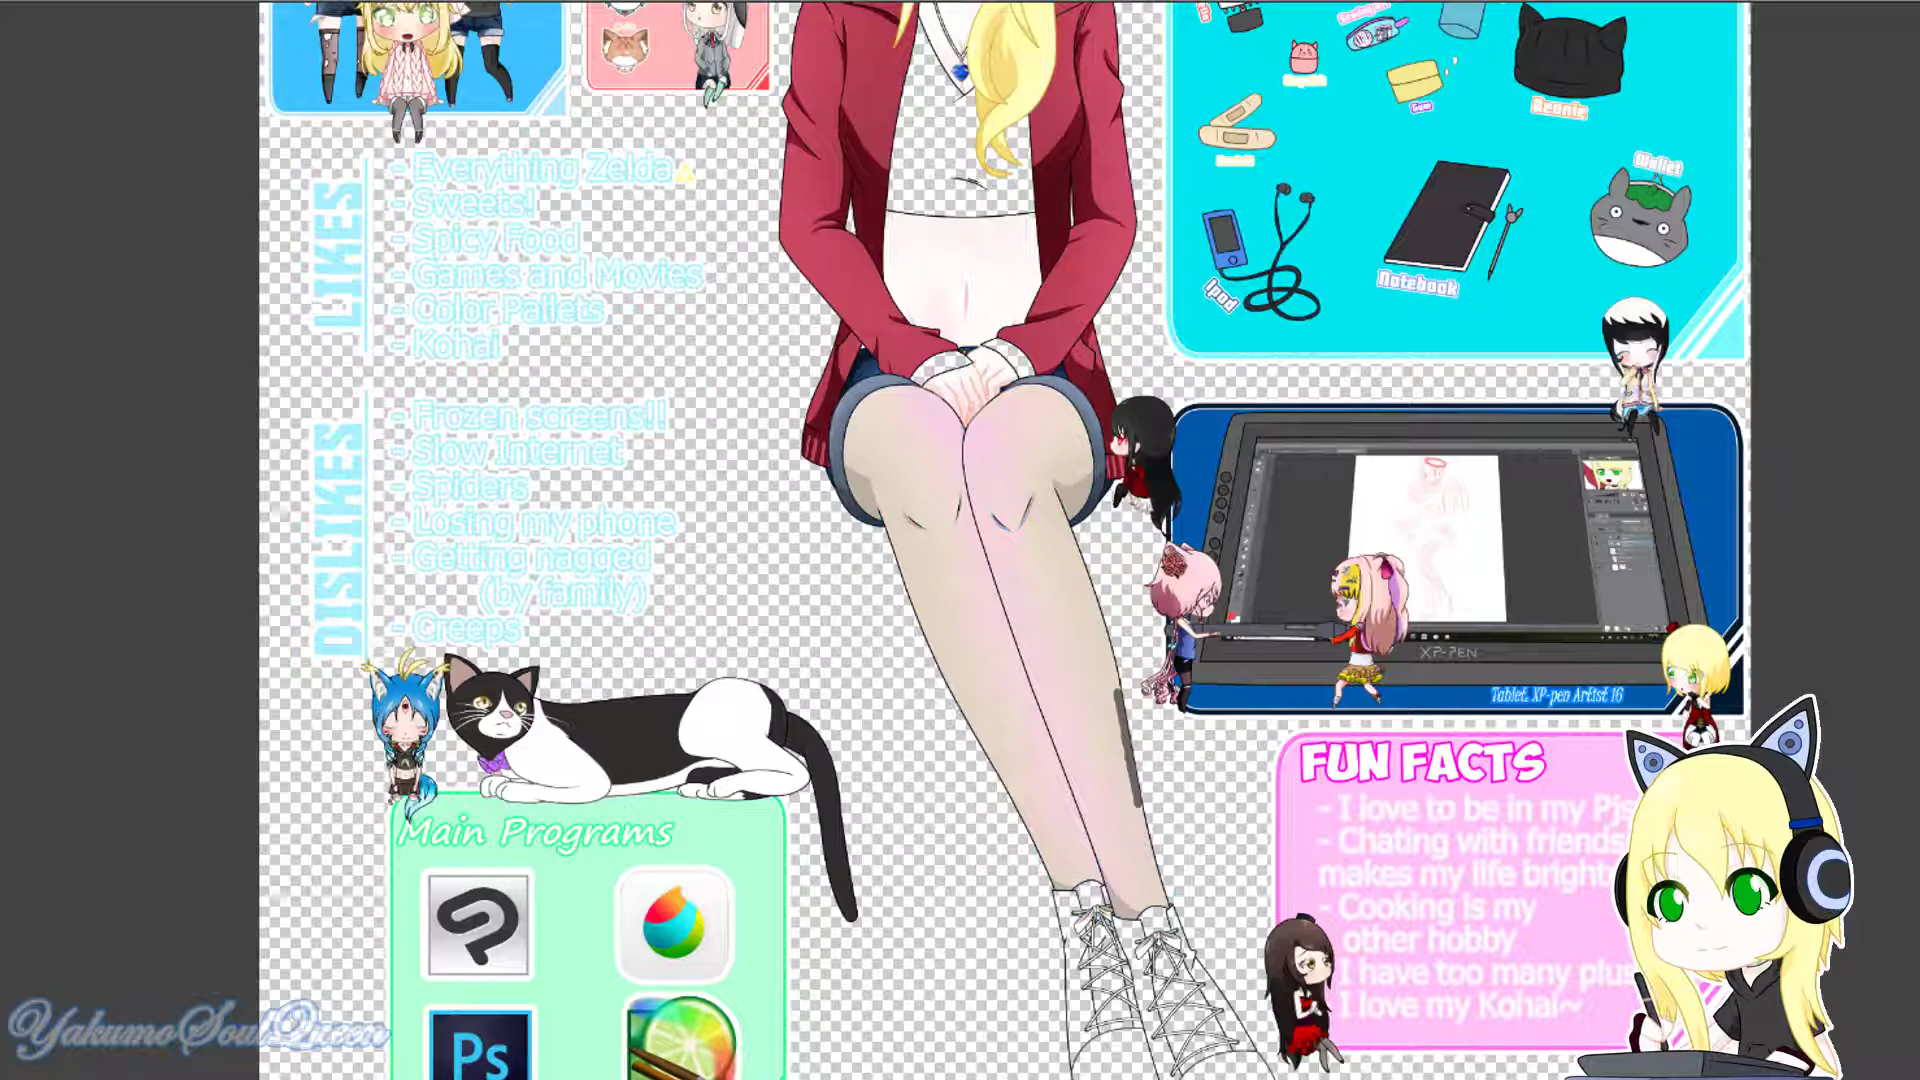 Gum
Beanie
Wallet
Ipod
Notebook
LIKES
- Everything Zelda
- Sweets!
- Spicy Food
- Games and Movies
- Color Pallets
- Kohai
DISLIKES
- Frozen screens!!
- Slow Internet
- Spiders
- Losing my phone
- Getting nagged
(by family)
- Creeps
XP-PEN
Tablet: XP-pen Artist 16
Main Programs
Ps
FUN FACTS
- I love to be in my Pjs
- Chating with friends
makes my life bright
- Cooking is my
other hobby
I have too many plus
I love my Kohai~
YakumoSoulQueen